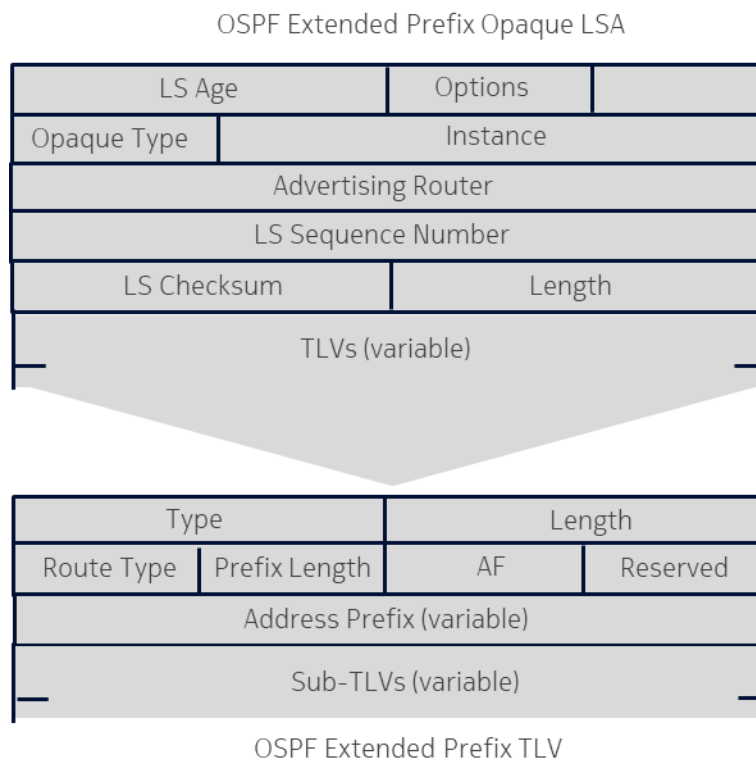 OSPF Extended Prefix Opaque LSA
LS Age Options
Opaque Type Instance
Advertising Router
LS Sequence Number
LS Checksum Length
TLVs (variable)
Type Length
Route Type Prefix Length AF Reserved
Address Prefix (variable)
Sub-TLVs (variable)
OSPF Extended Prefix TLV